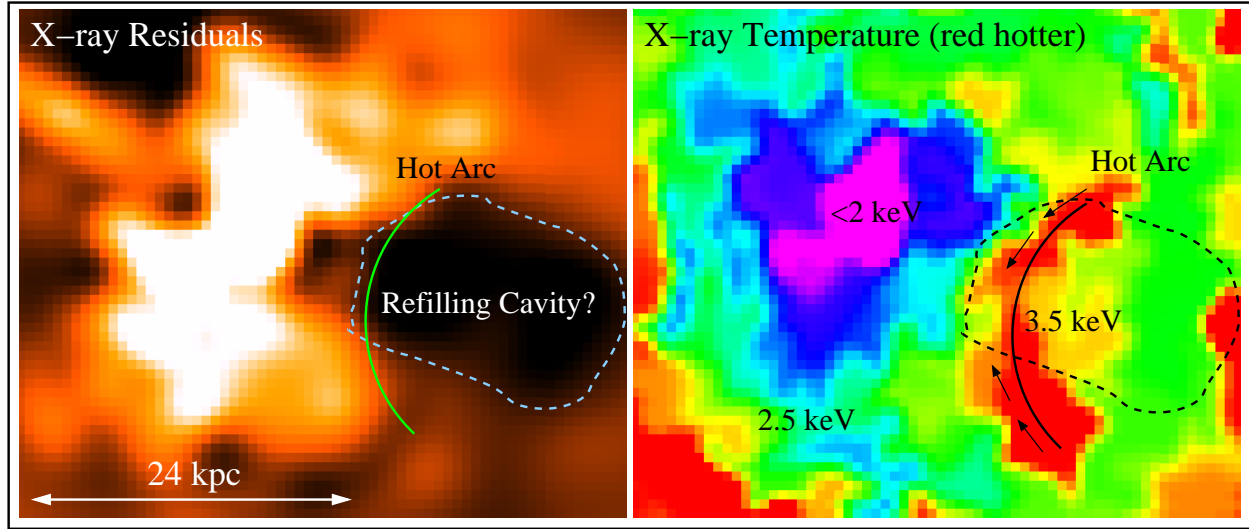 X-ray Residuals
Hot Arc
Refilling Cavity?
24 kpc
X-ray Temperature (red hotter)
Hot Arc
<2 keV
3.5 keV
2.5 keV